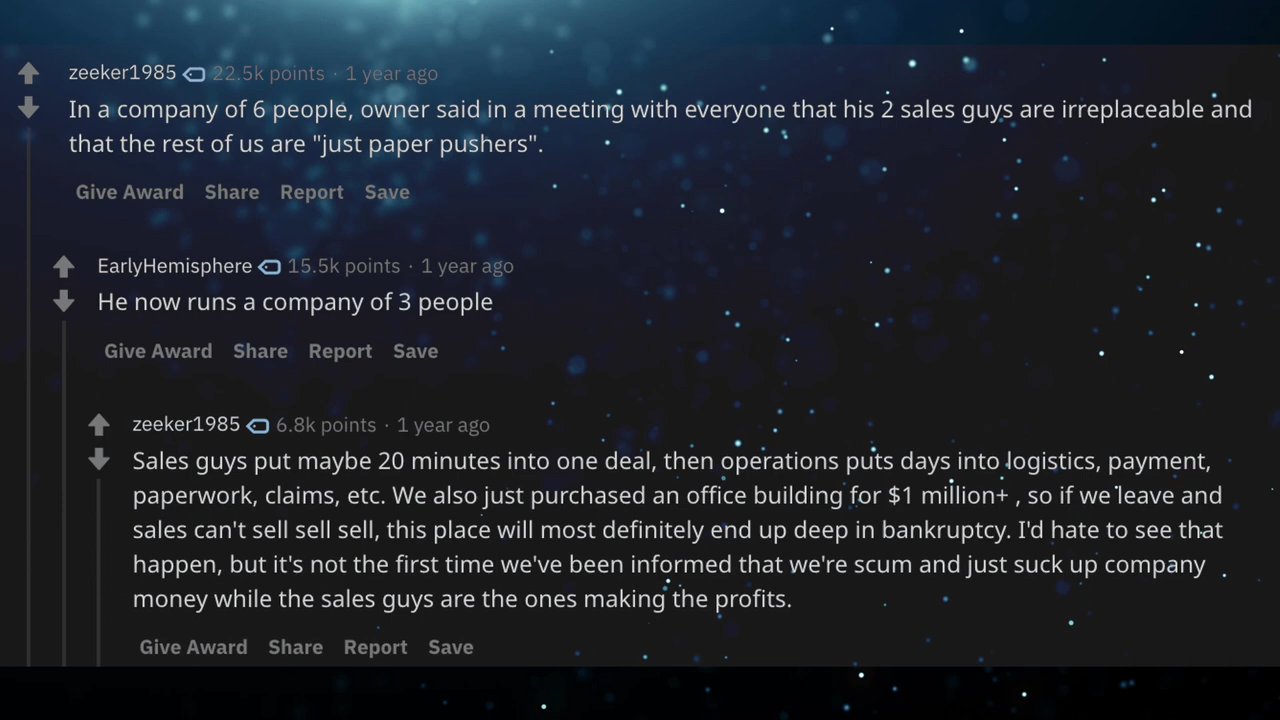 zeeker1985 22.5k points · 1 year ago
In a company of 6 people, owner said in a meeting with everyone that his 2 sales guys are irreplaceable and
that the rest of us are "just paper pushers".
Give Award Share Report Save
EarlyHemisphere 15.5k points · 1 year ago
He now runs a company of 3 people
Give Award Share Report Save
zeeker1985 6.8k points · 1 year ago
Sales guys put maybe 20 minutes into one deal, then operations puts days into logistics, payment,
paperwork, claims, etc. We also just purchased an office building for $1 million+ , so if we leave and
sales can't sell sell sell, this place will most definitely end up deep in bankruptcy. I'd hate to see that
happen, but it's not the first time we've been informed that we're scum and just suck up company
money while the sales guys are the ones making the profits.
Give Award Share Report Save